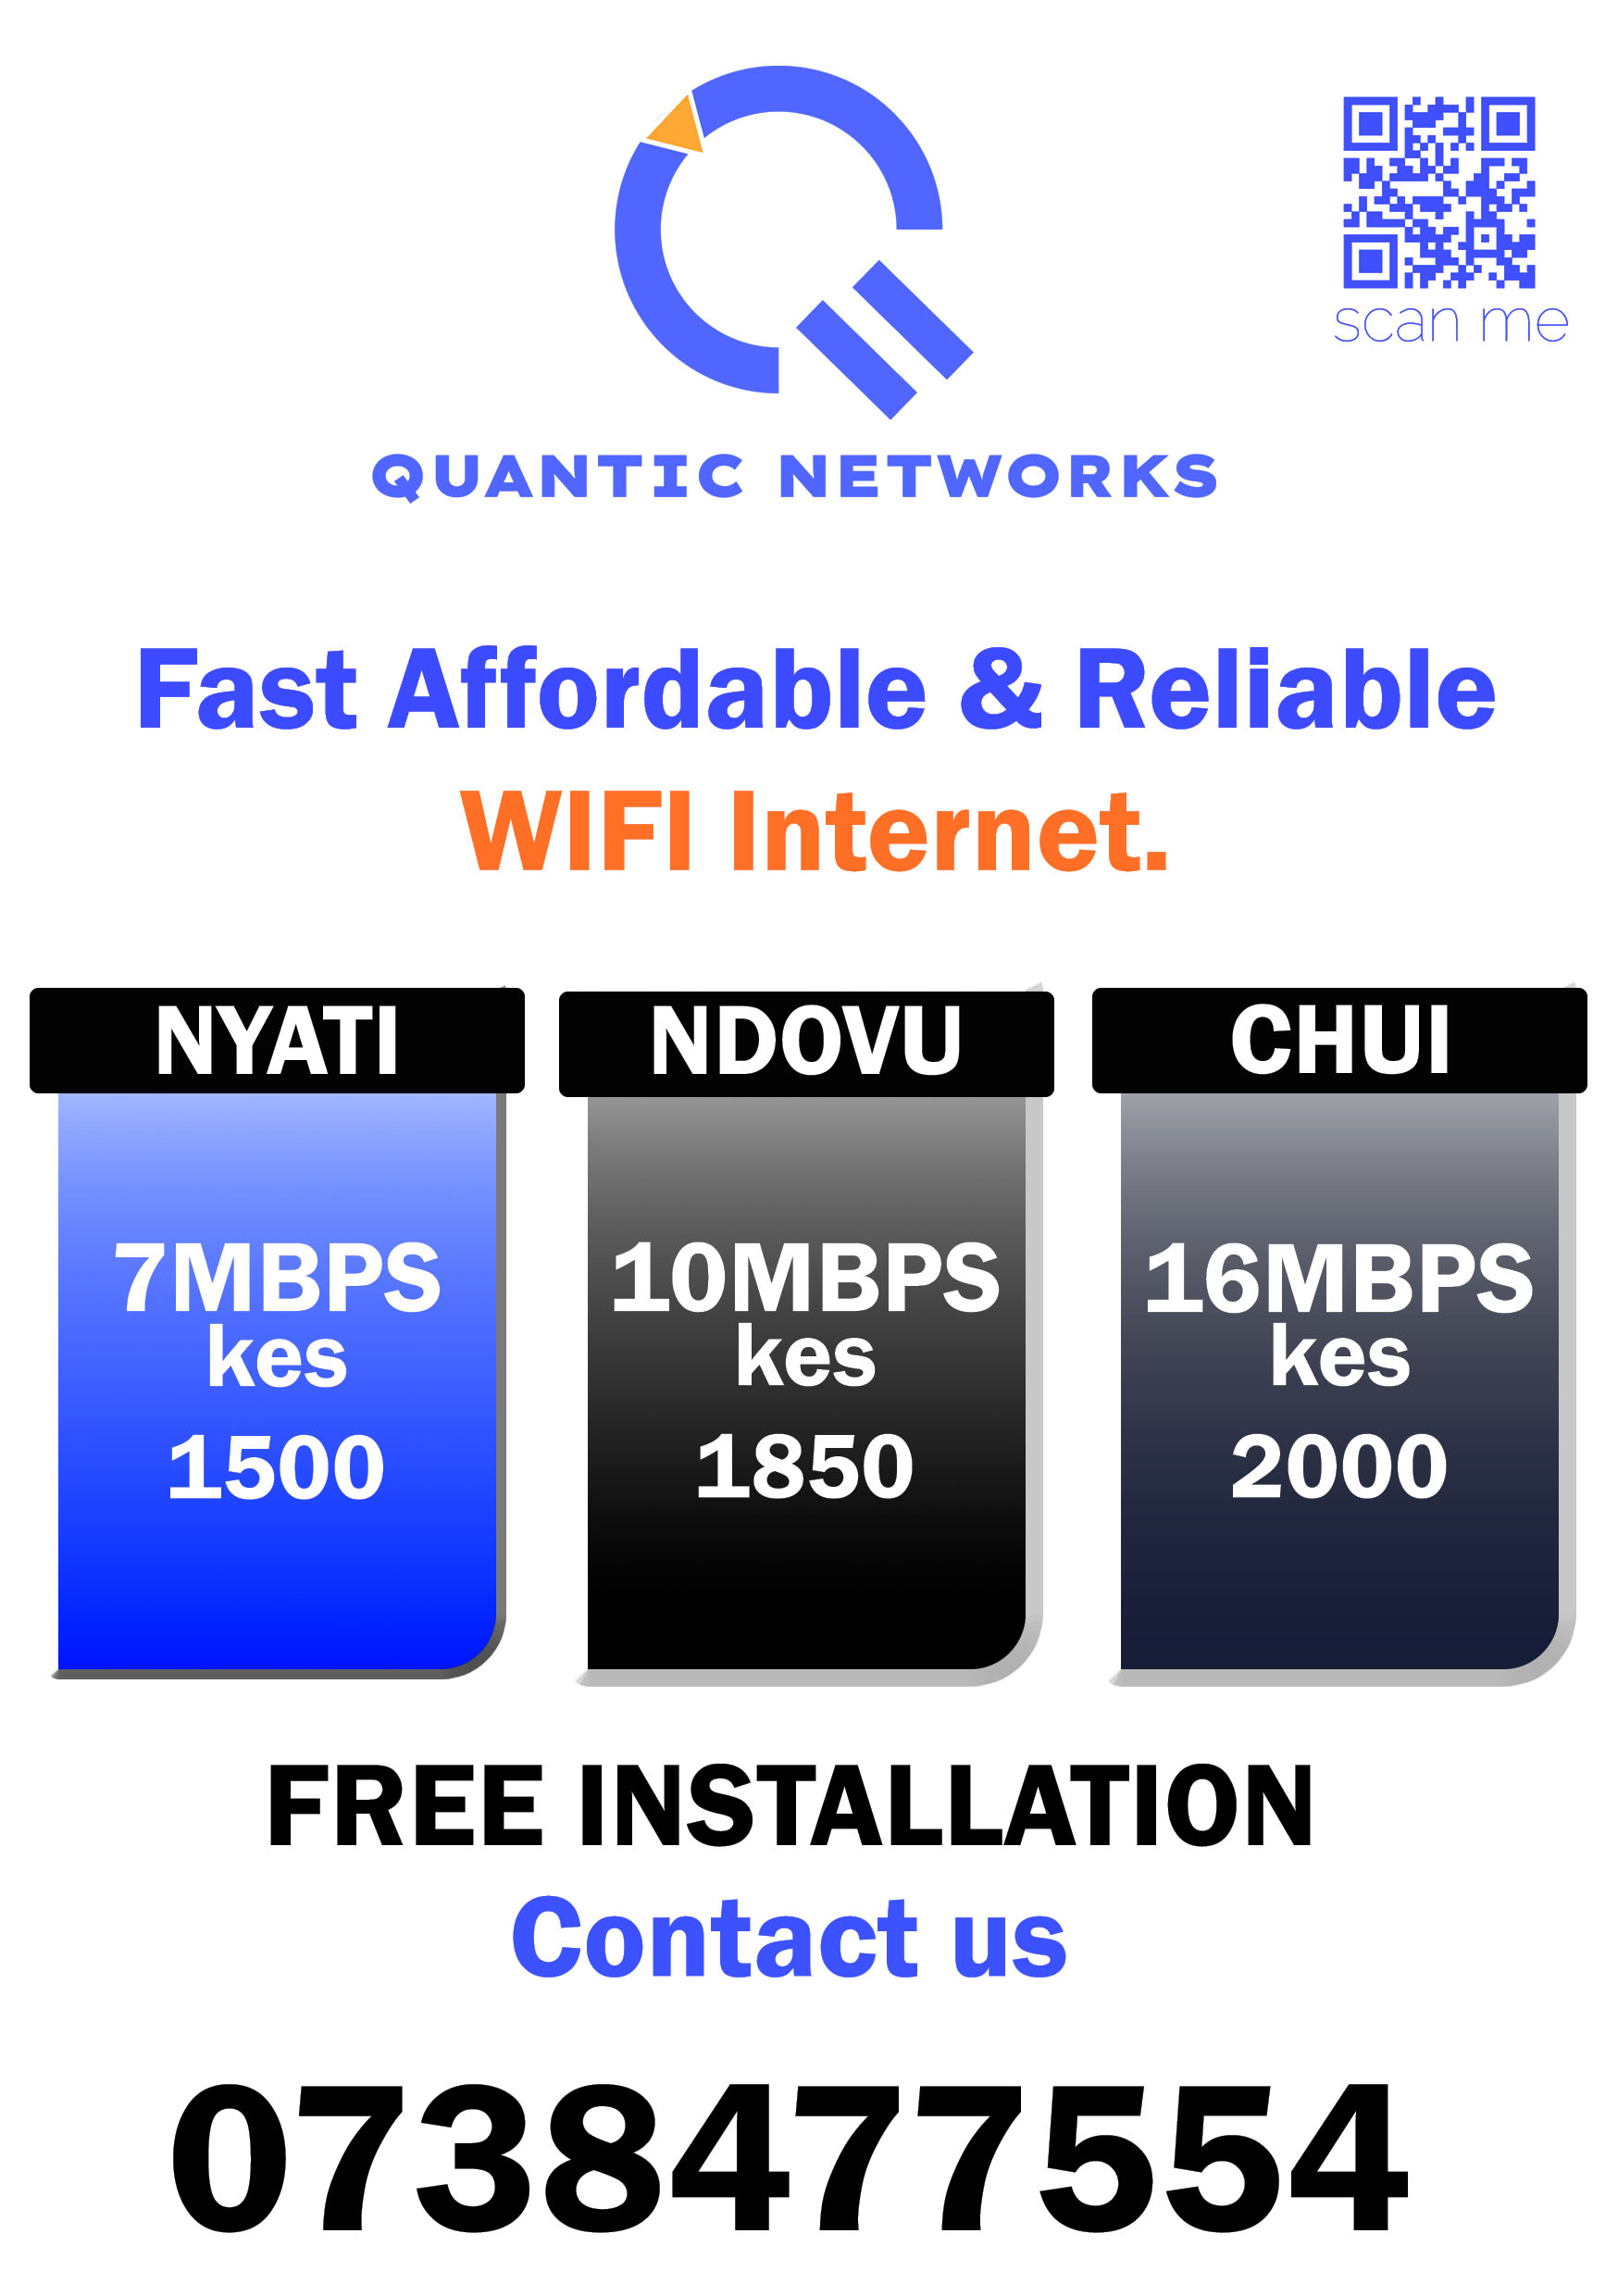 scan me
QUANTIC NETWORKS
Fast Affordable & Reliable
WIFI Internet.
NYATI
7MBPS
kes
1500
NDOVU
10MBPS
kes
1850
CHUI
16MBPS
kes
2000
FREE INSTALLATION
Contact us
0738477554